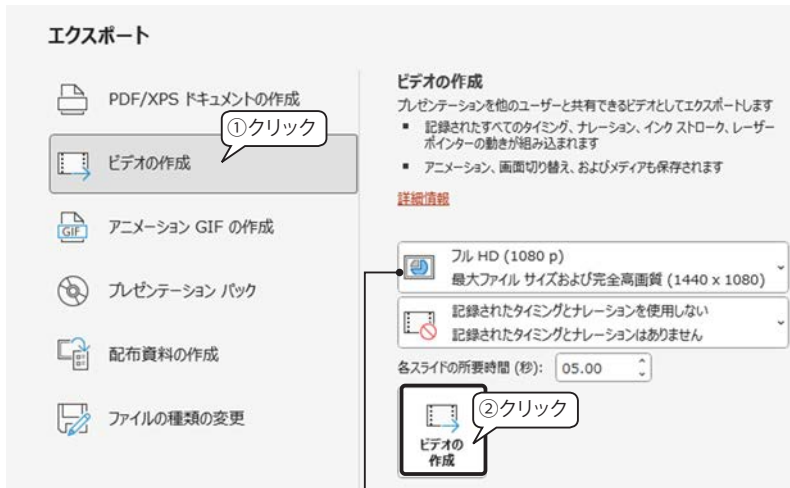 エクスポート
PDF/XPS ドキュメントの作成
①クリック
ビデオの作成
GIF
アニメーション GIF の作成
プレゼンテーション パック
配布資料の作成
ファイルの種類の変更
ビデオの作成
プレゼンテーションを他のユーザーと共有できるビデオとしてエクスポートします
▪ 記録されたすべてのタイミング、ナレーション、インク ストローク、レーザー
ポインターの動きが組み込まれます
▪ アニメーション、画面切り替え、およびメディアも保存されます
詳細情報
フル HD (1080 p)
最大ファイル サイズおよび完全高画質 (1440 x 1080)
記録されたタイミングとナレーションを使用しない
記録されたタイミングとナレーションはありません
各スライドの所要時間 (秒): 05.00
②クリック
ビデオの
作成